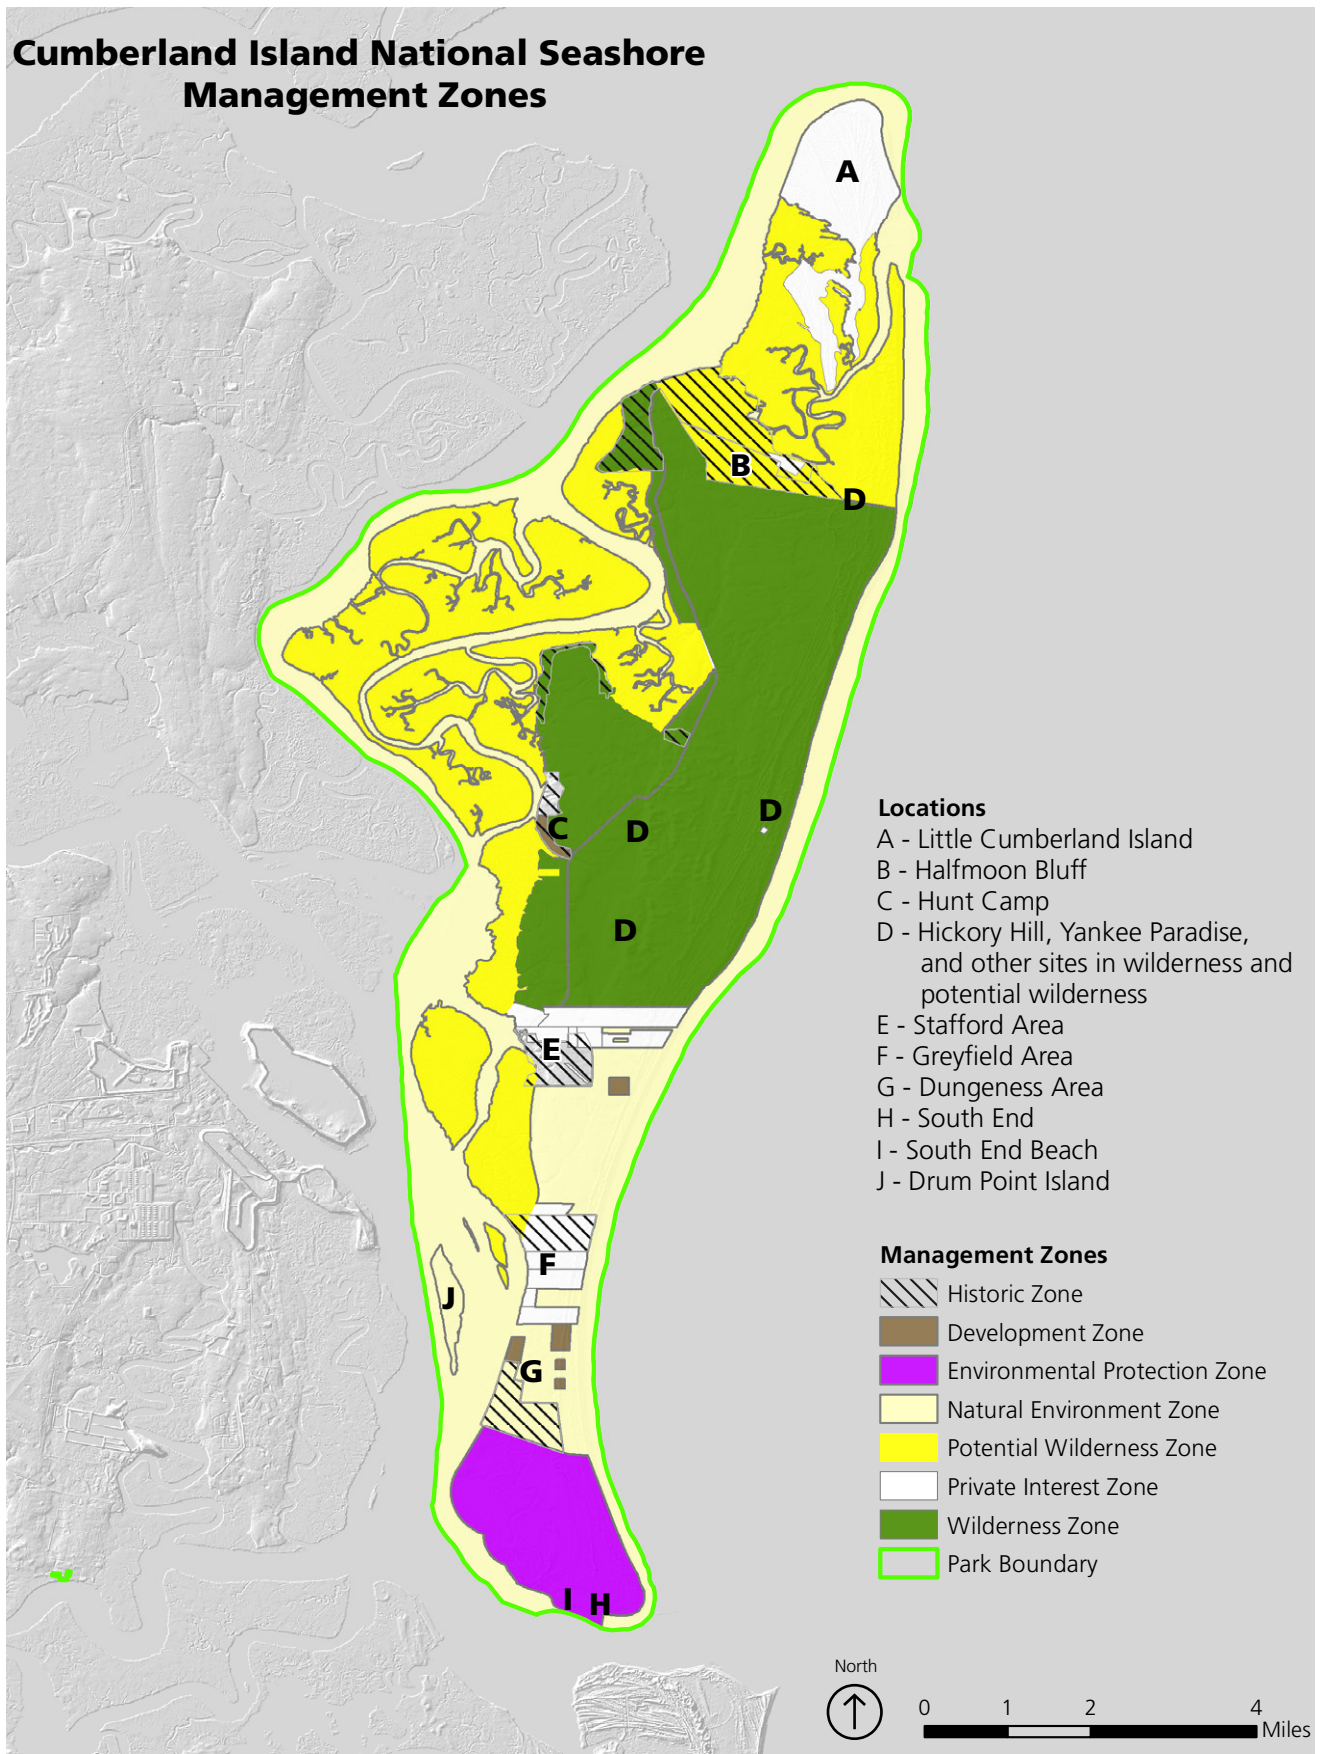 Cumberland Island National Seashore
Management Zones
A
B
D
C
D
D
D
E
F
J
G
I
H
Locations
A - Little Cumberland Island
B - Halfmoon Bluff
C - Hunt Camp
D - Hickory Hill, Yankee Paradise,
and other sites in wilderness and
potential wilderness
E - Stafford Area
F - Greyfield Area
G - Dungeness Area
H - South End
I - South End Beach
J - Drum Point Island
Management Zones
Historic Zone
Development Zone
Environmental Protection Zone
Natural Environment Zone
Potential Wilderness Zone
Private Interest Zone
Wilderness Zone
Park Boundary
North
0 1 2 4
Miles